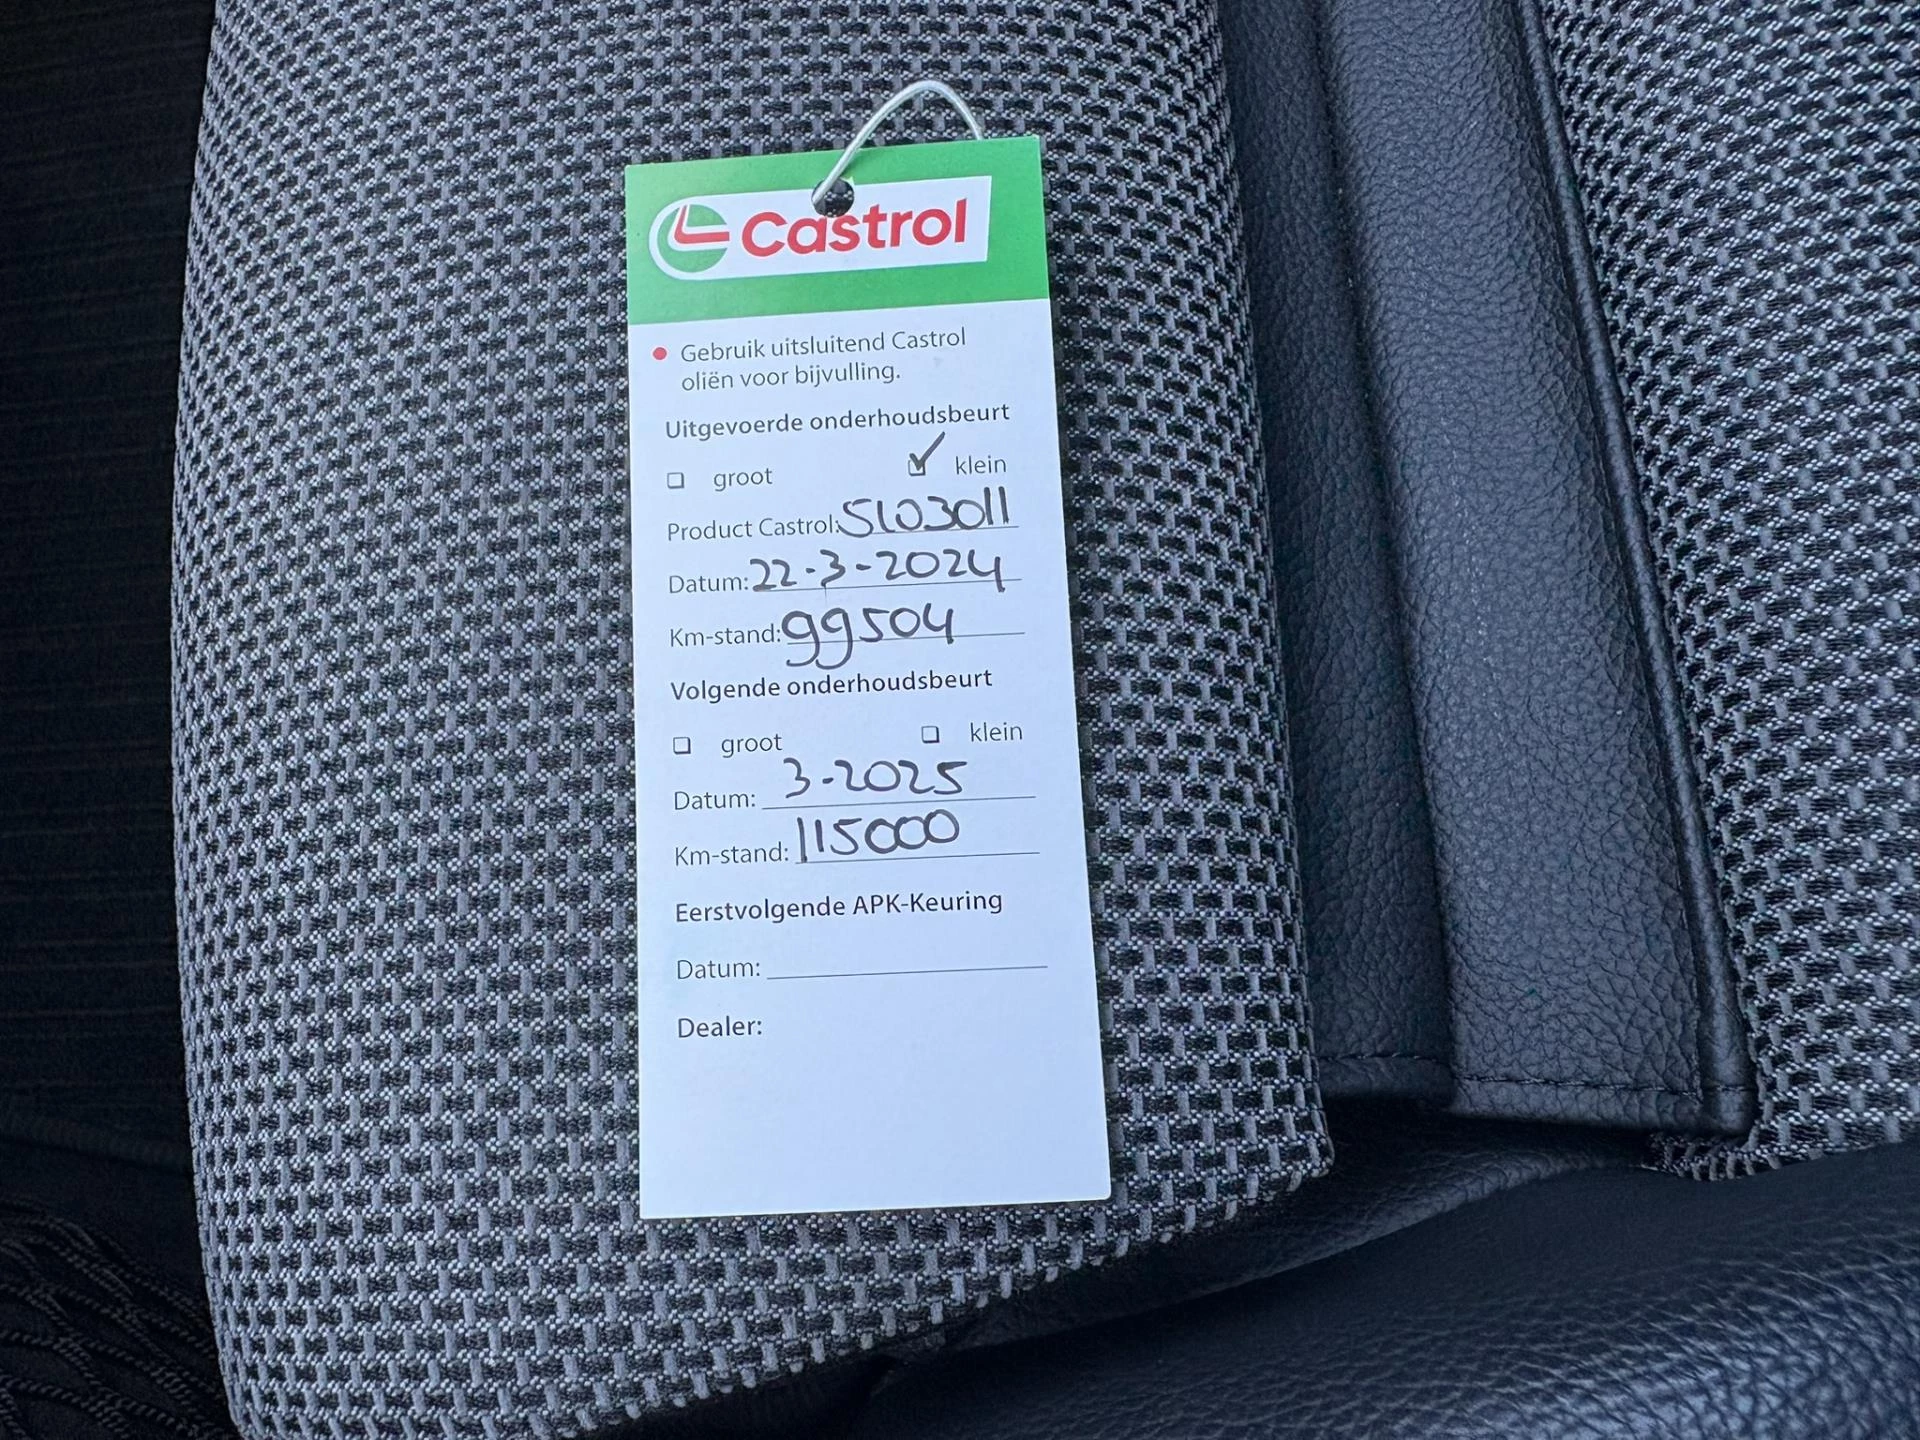 Castrol
Gebruik uitsluitend Castrol
oliën voor bijvulling.
Uitgevoerde onderhoudsbeurt
groot klein
Product Castrol: SL03011
Datum: 22-3-2024
Km-stand: 99504
Volgende onderhoudsbeurt
groot klein
Datum: 3-2025
Km-stand: 115000
Eerstvolgende APK-Keuring
Datum:
Dealer: